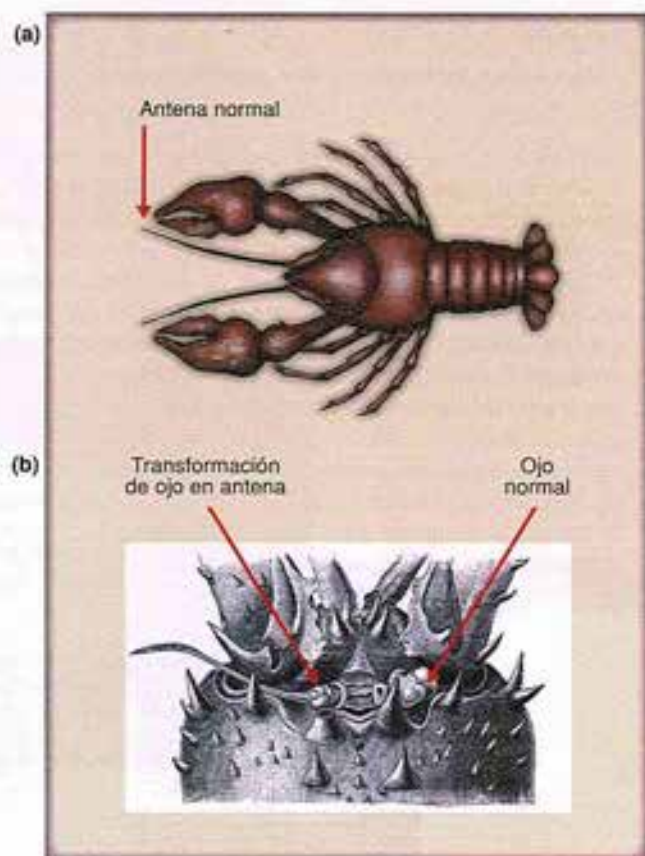 (a)
Antena normal
(b)
Transformación
de ojo en antena
Ojo
normal